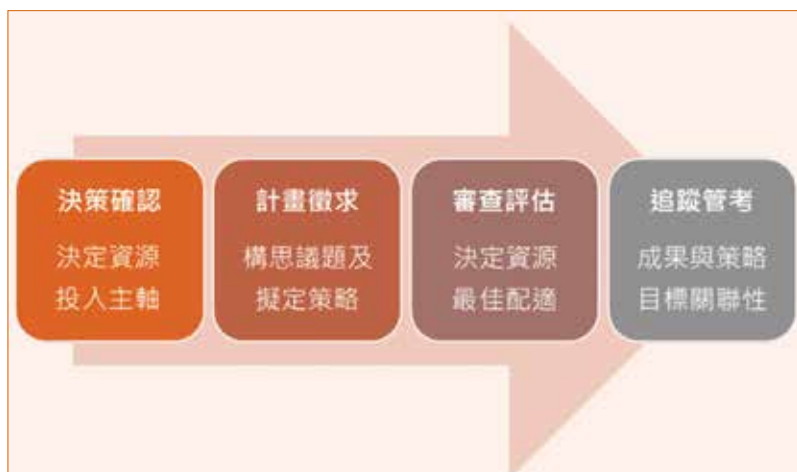 決策確認
決定資源
投入主軸
計畫徵求
構思議題及
擬定策略
審查評估
決定資源
最佳配適
追蹤管考
成果與策略
目標關聯性